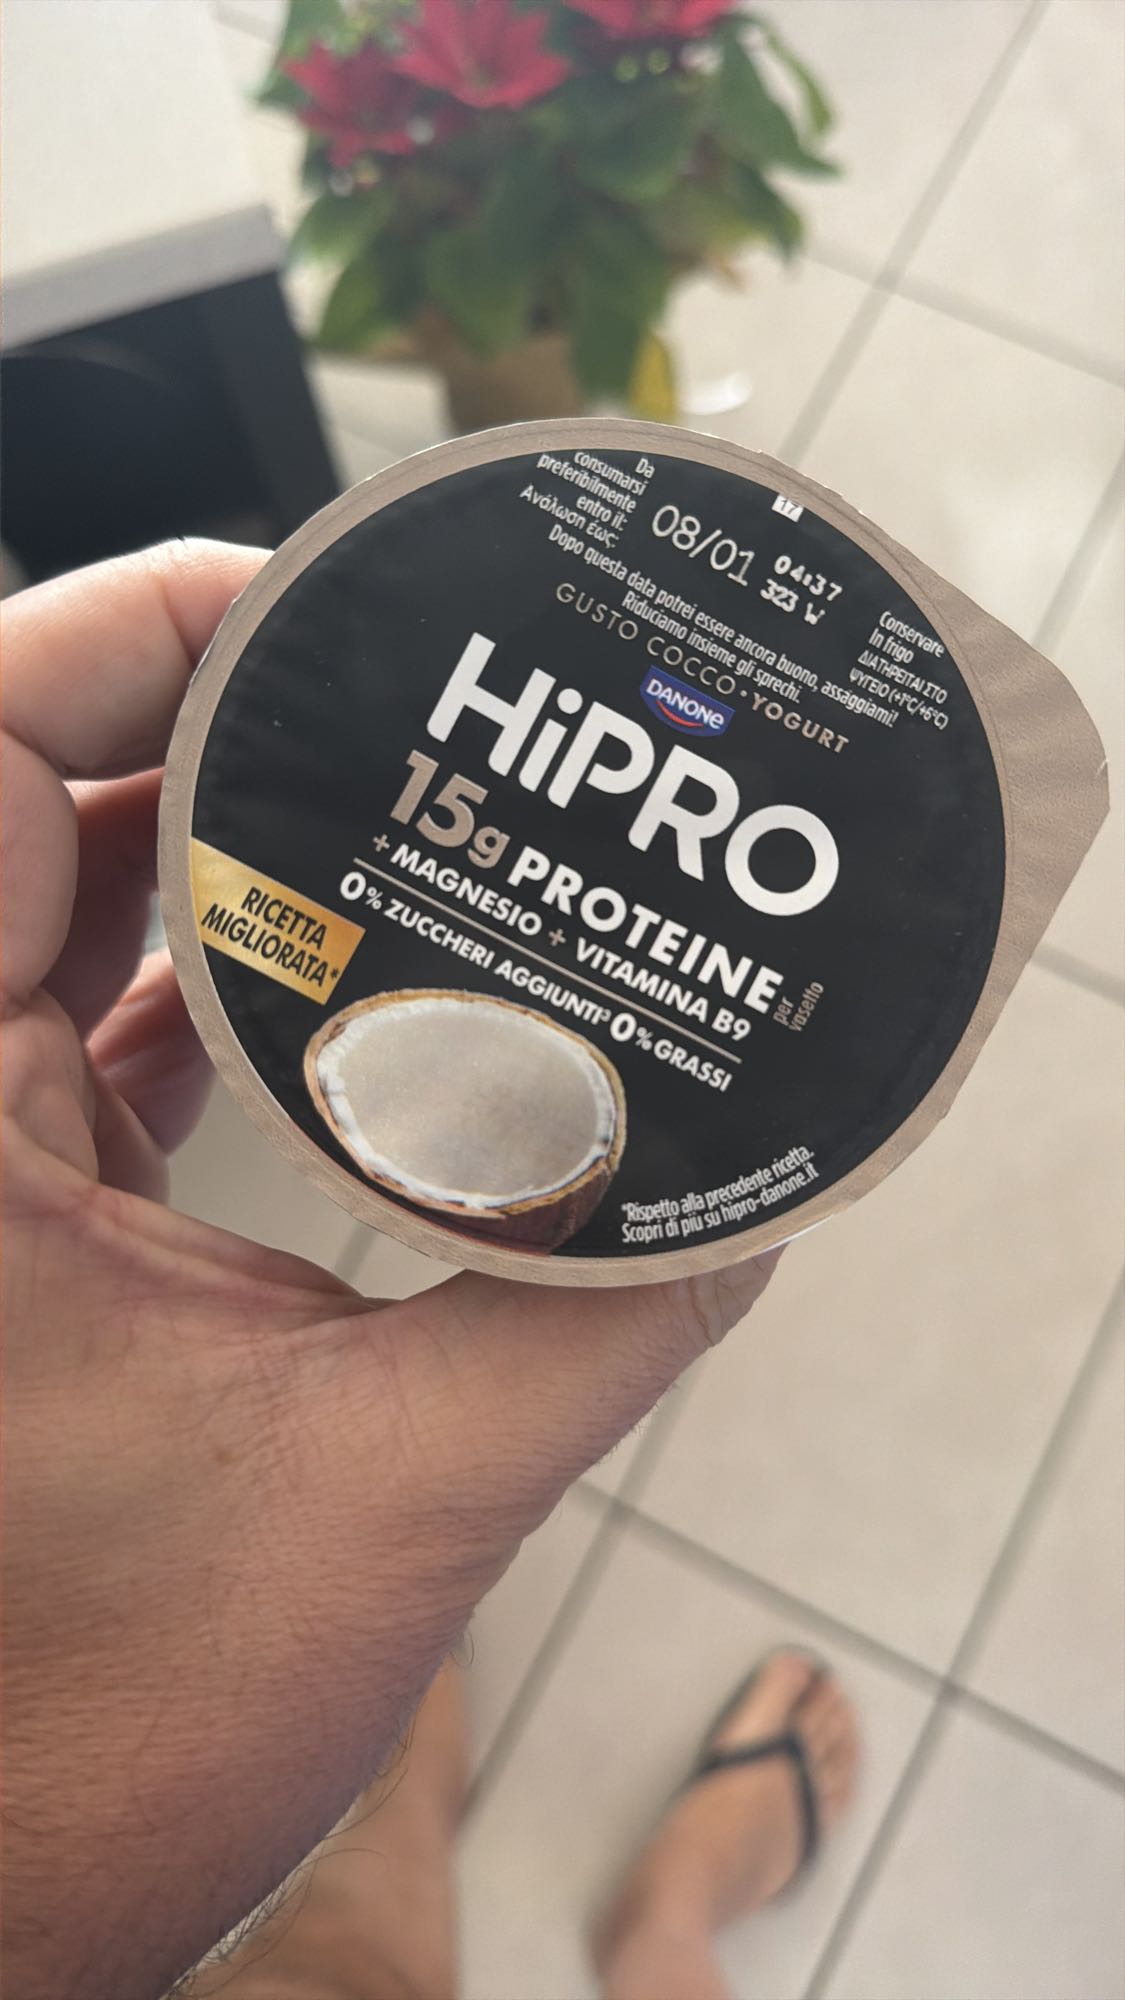 17
Da
consumarsi
preferibilmente
entro il:
Ανάλωση έως:
08/01
04:37
323 W
Dopo questa data potrei essere ancora buono, assaggiami!
Riduciamo insieme gli sprechi.
Conservare
In frigo
ΔΙΑΤΗΡΕΙΤΑΙ ΣΤΟ
ΨΥΓΕΙΟ (+1°C/+6°C)
GUSTO COCCO • YOGURT
DANONE
HiPRO
15g PROTEINE
+ MAGNESIO + VITAMINA B9
per
vasetto
0% ZUCCHERI AGGIUNTI³ 0% GRASSI
RICETTA
MIGLIORATA*
*Rispetto alla precedente ricetta.
Scopri di più su hipro-danone.it